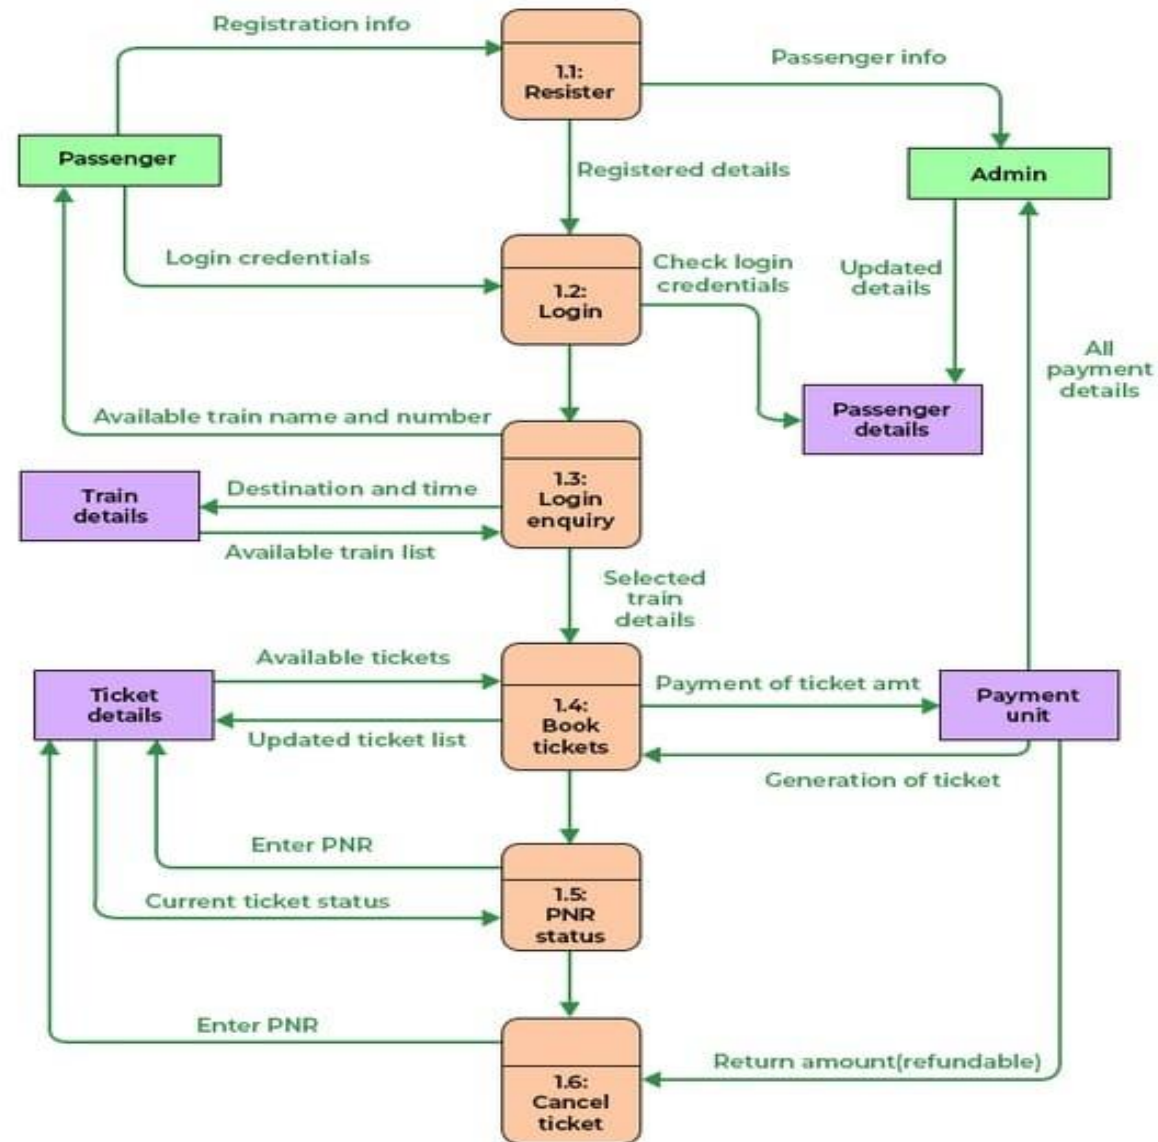 Registration info
1.1:
Resister
Passenger info
Passenger
Admin
Registered details
Login credentials
1.2:
Login
Check login
credentials
Updated
details
All
payment
details
Available train name and number
Passenger
details
1.3:
Login
enquiry
Train
details
Destination and time
Available train list
Selected
train
details
Available tickets
Ticket
details
Updated ticket list
1.4:
Book
tickets
Payment of ticket amt
Payment
unit
Generation of ticket
Enter PNR
Current ticket status
1.5:
PNR
status
Enter PNR
1.6:
Cancel
ticket
Return amount(refundable)